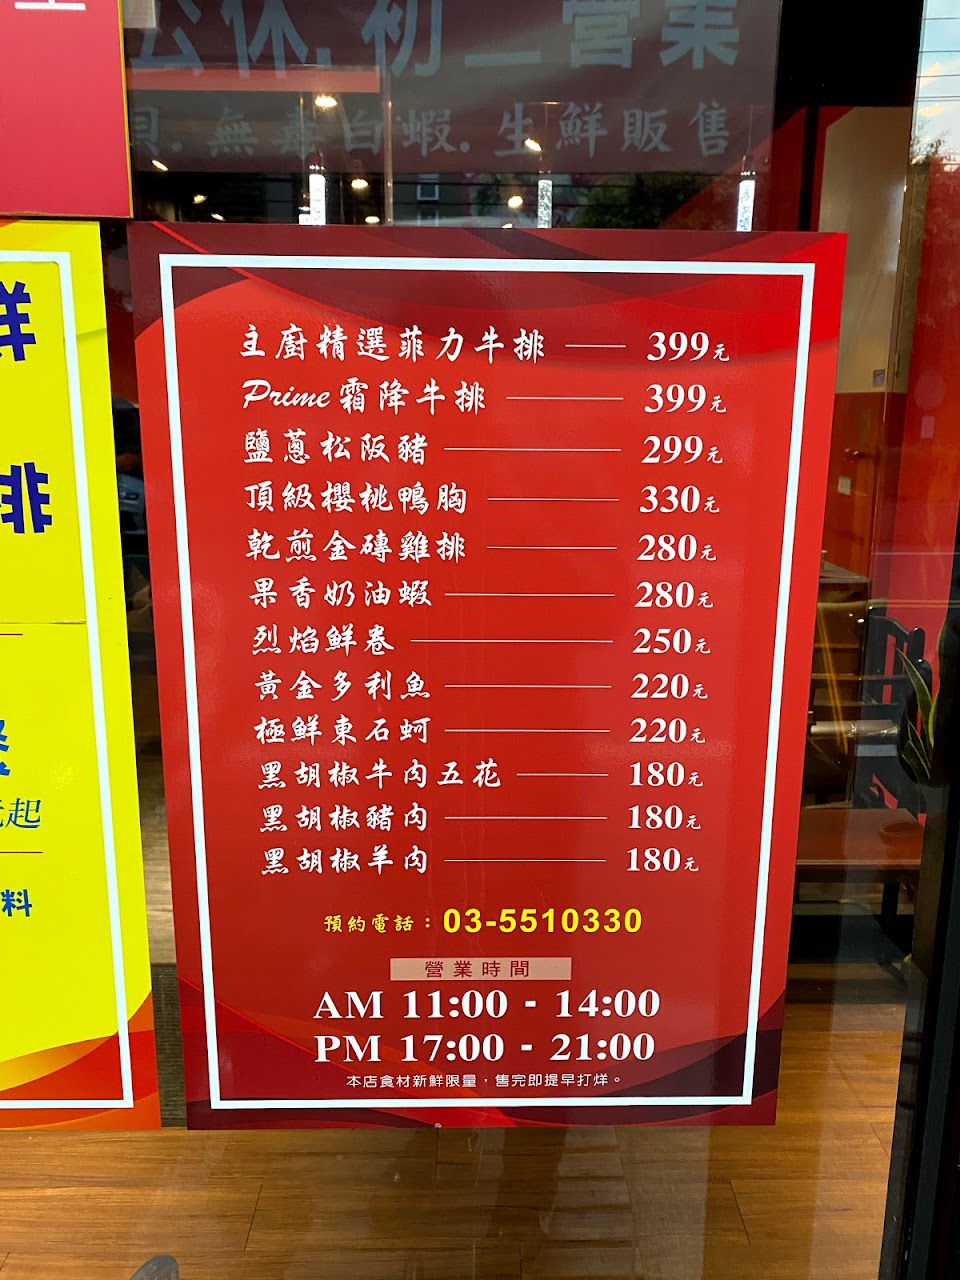 公休.初二營業
貝.無毒白蝦.生鮮販售
主廚精選菲力牛排 399元
Prime霜降牛排 399元
鹽蔥松阪豬 299元
頂級櫻桃鴨胸 330元
乾煎金磚雞排 280元
果香奶油蝦 280元
烈焰鮮卷 250元
黃金多利魚 220元
極鮮東石蚵 220元
黑胡椒牛肉五花 180元
黑胡椒豬肉 180元
黑胡椒羊肉 180元
預約電話：03-5510330
營業時間
AM 11:00 - 14:00
PM 17:00 - 21:00
本店食材新鮮限量，售完即提早打烊。
鮮
排
起
料